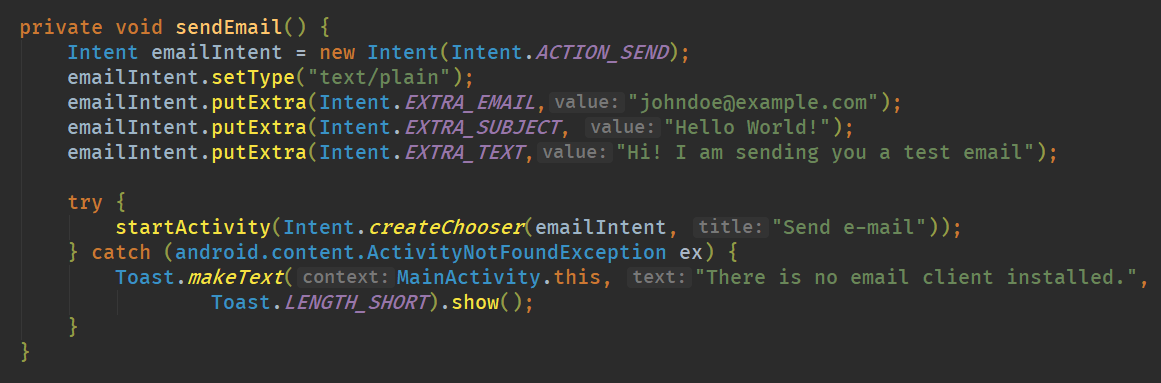 private void sendEmail() {
Intent emailIntent = new Intent(Intent.ACTION_SEND);
emailIntent.setType("text/plain");
emailIntent.putExtra(Intent.EXTRA_EMAIL, value: "johndoe@example.com");
emailIntent.putExtra(Intent.EXTRA_SUBJECT, value: "Hello World!");
emailIntent.putExtra(Intent.EXTRA_TEXT, value: "Hi! I am sending you a test email");
try {
startActivity(Intent.createChooser(emailIntent, title: "Send e-mail"));
} catch (android.content.ActivityNotFoundException ex) {
Toast.makeText( context: MainActivity.this, text: "There is no email client installed.",
Toast.LENGTH_SHORT).show();
}
}